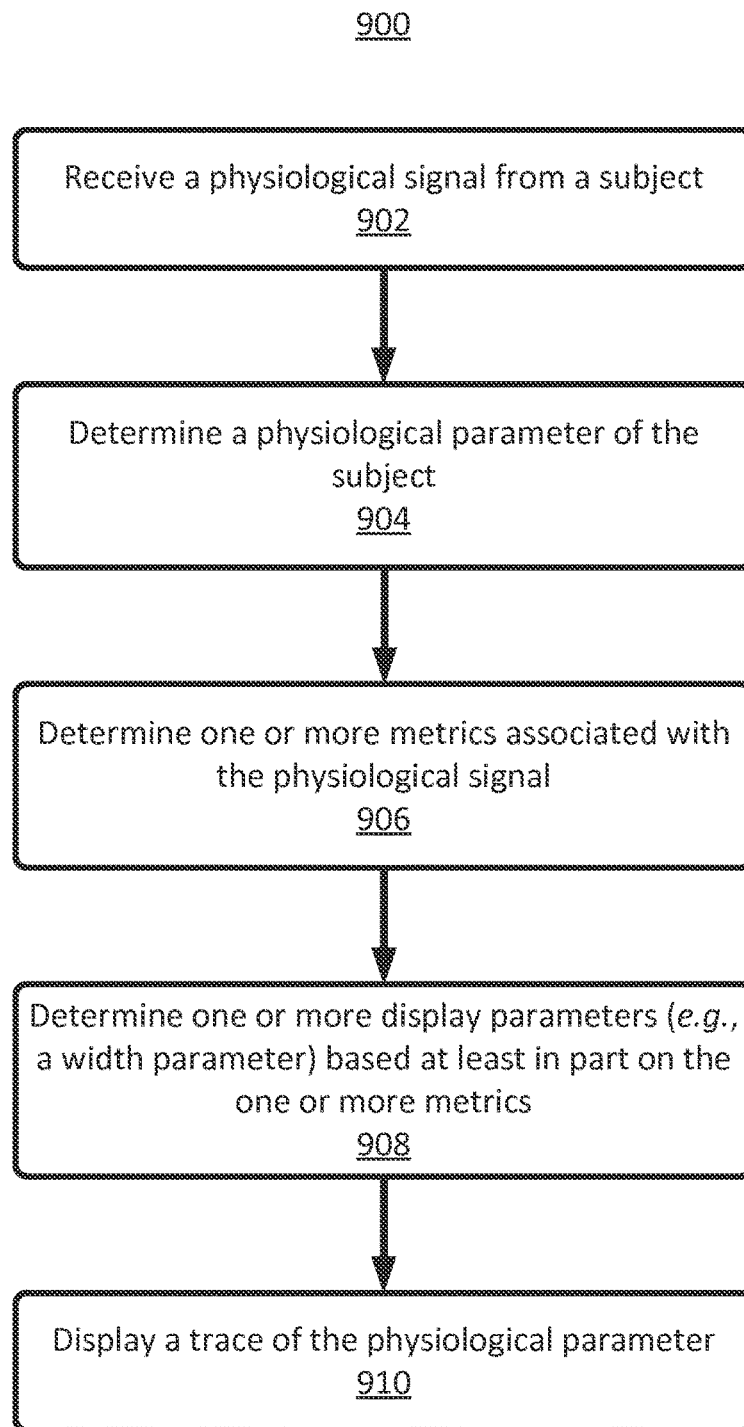 900
Receive a physiological signal from a subject
902
Determine a physiological parameter of the
subject
904
Determine one or more metrics associated with
the physiological signal
906
Determine one or more display parameters (e.g.,
a width parameter) based at least in part on the
one or more metrics
908
Display a trace of the physiological parameter
910